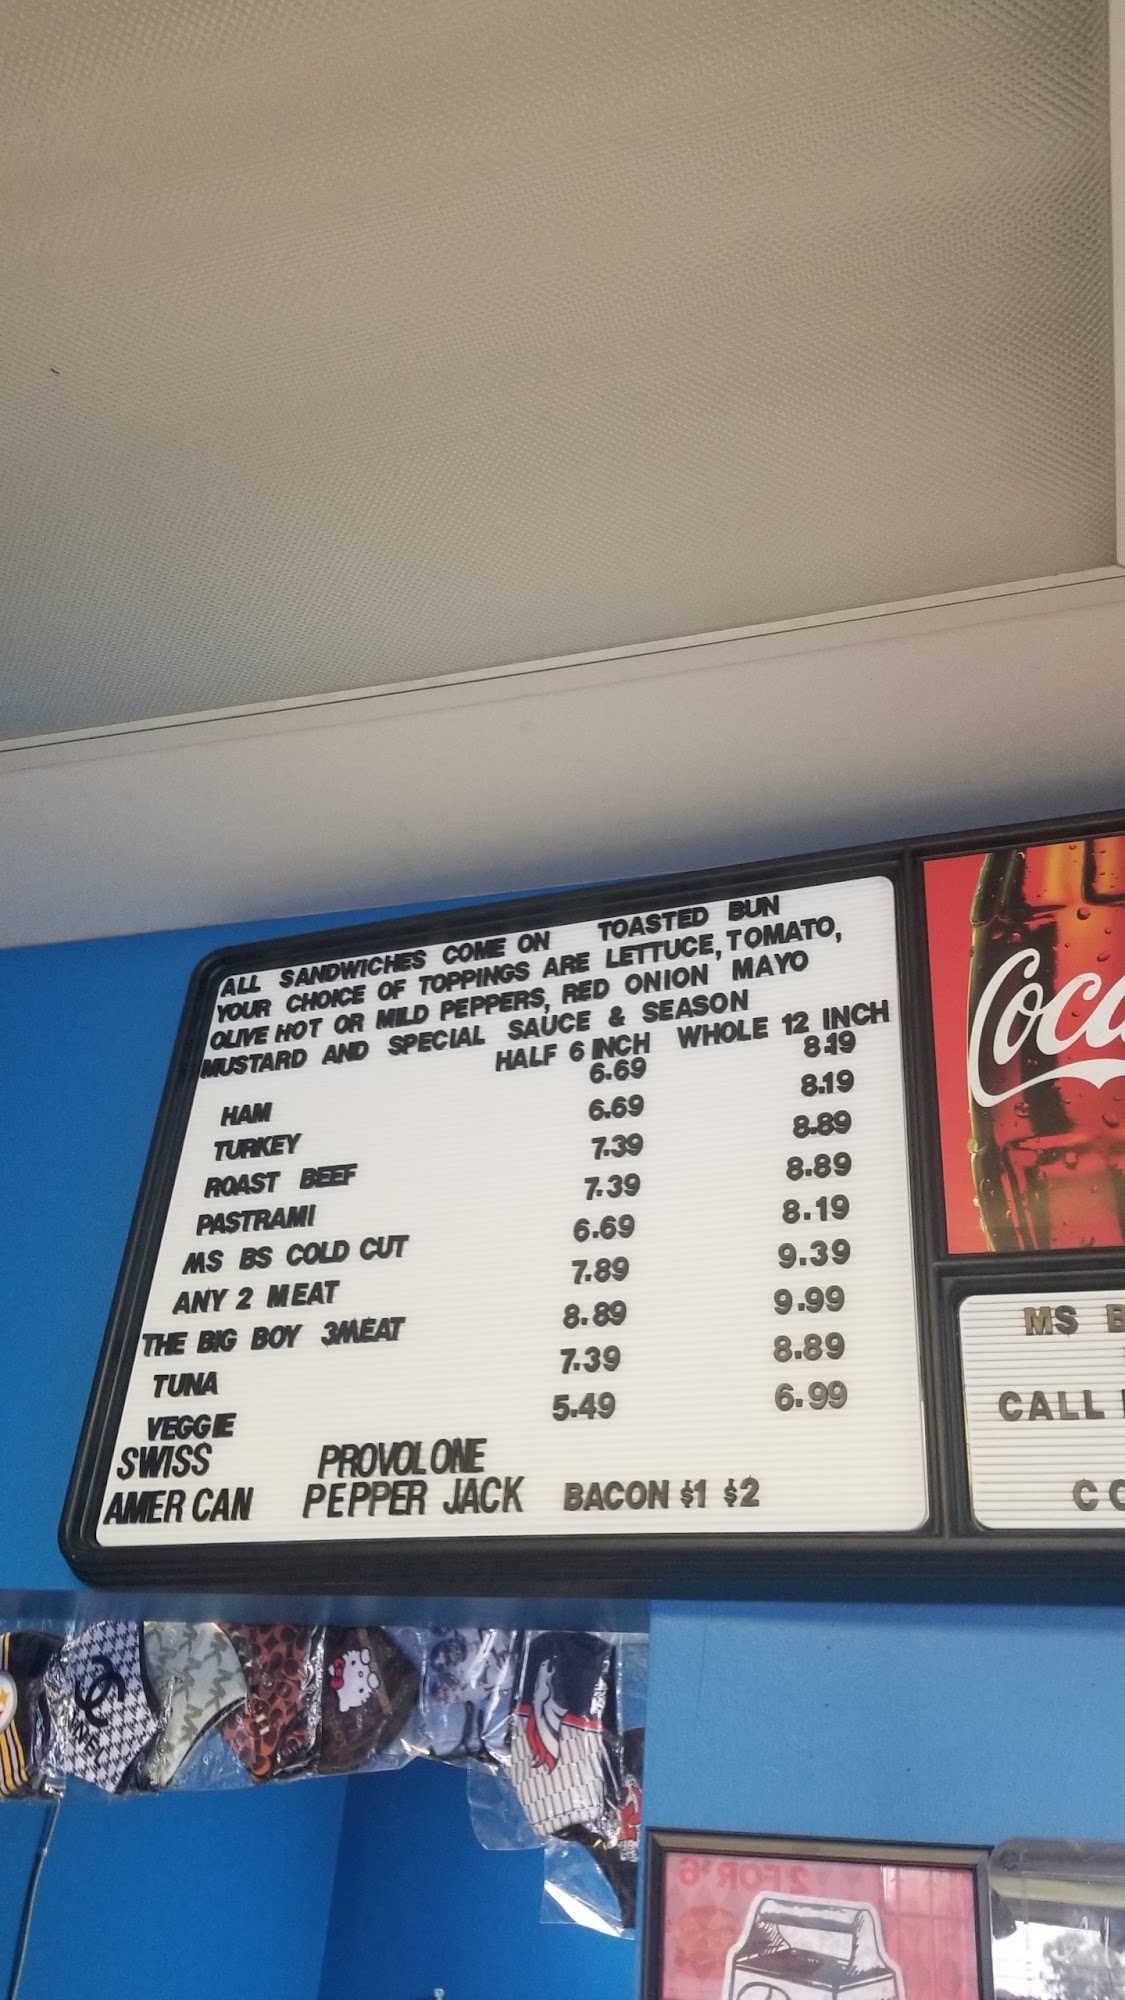 ALL SANDWICHES COME ON TOASTED BUN
YOUR CHOICE OF TOPPINGS ARE LETTUCE, TOMATO,
OLIVE HOT OR MILD PEPPERS, RED ONION MAYO
MUSTARD AND SPECIAL SAUCE & SEASON
HALF 6 INCH WHOLE 12 INCH
HAM 6.69 8.19
TURKEY 6.69 8.19
ROAST BEEF 7.39 8.89
PASTRAMI 7.39 8.89
MS BS COLD CUT 6.69 8.19
ANY 2 MEAT 7.89 9.39
THE BIG BOY 3MEAT 8.89 9.99
TUNA 7.39 8.89
VEGGIE 5.49 6.99
SWISS PROVOLONE
AMER CAN PEPPER JACK BACON $1 $2
Coca
MS B
CALL
CO
2 FOR $6